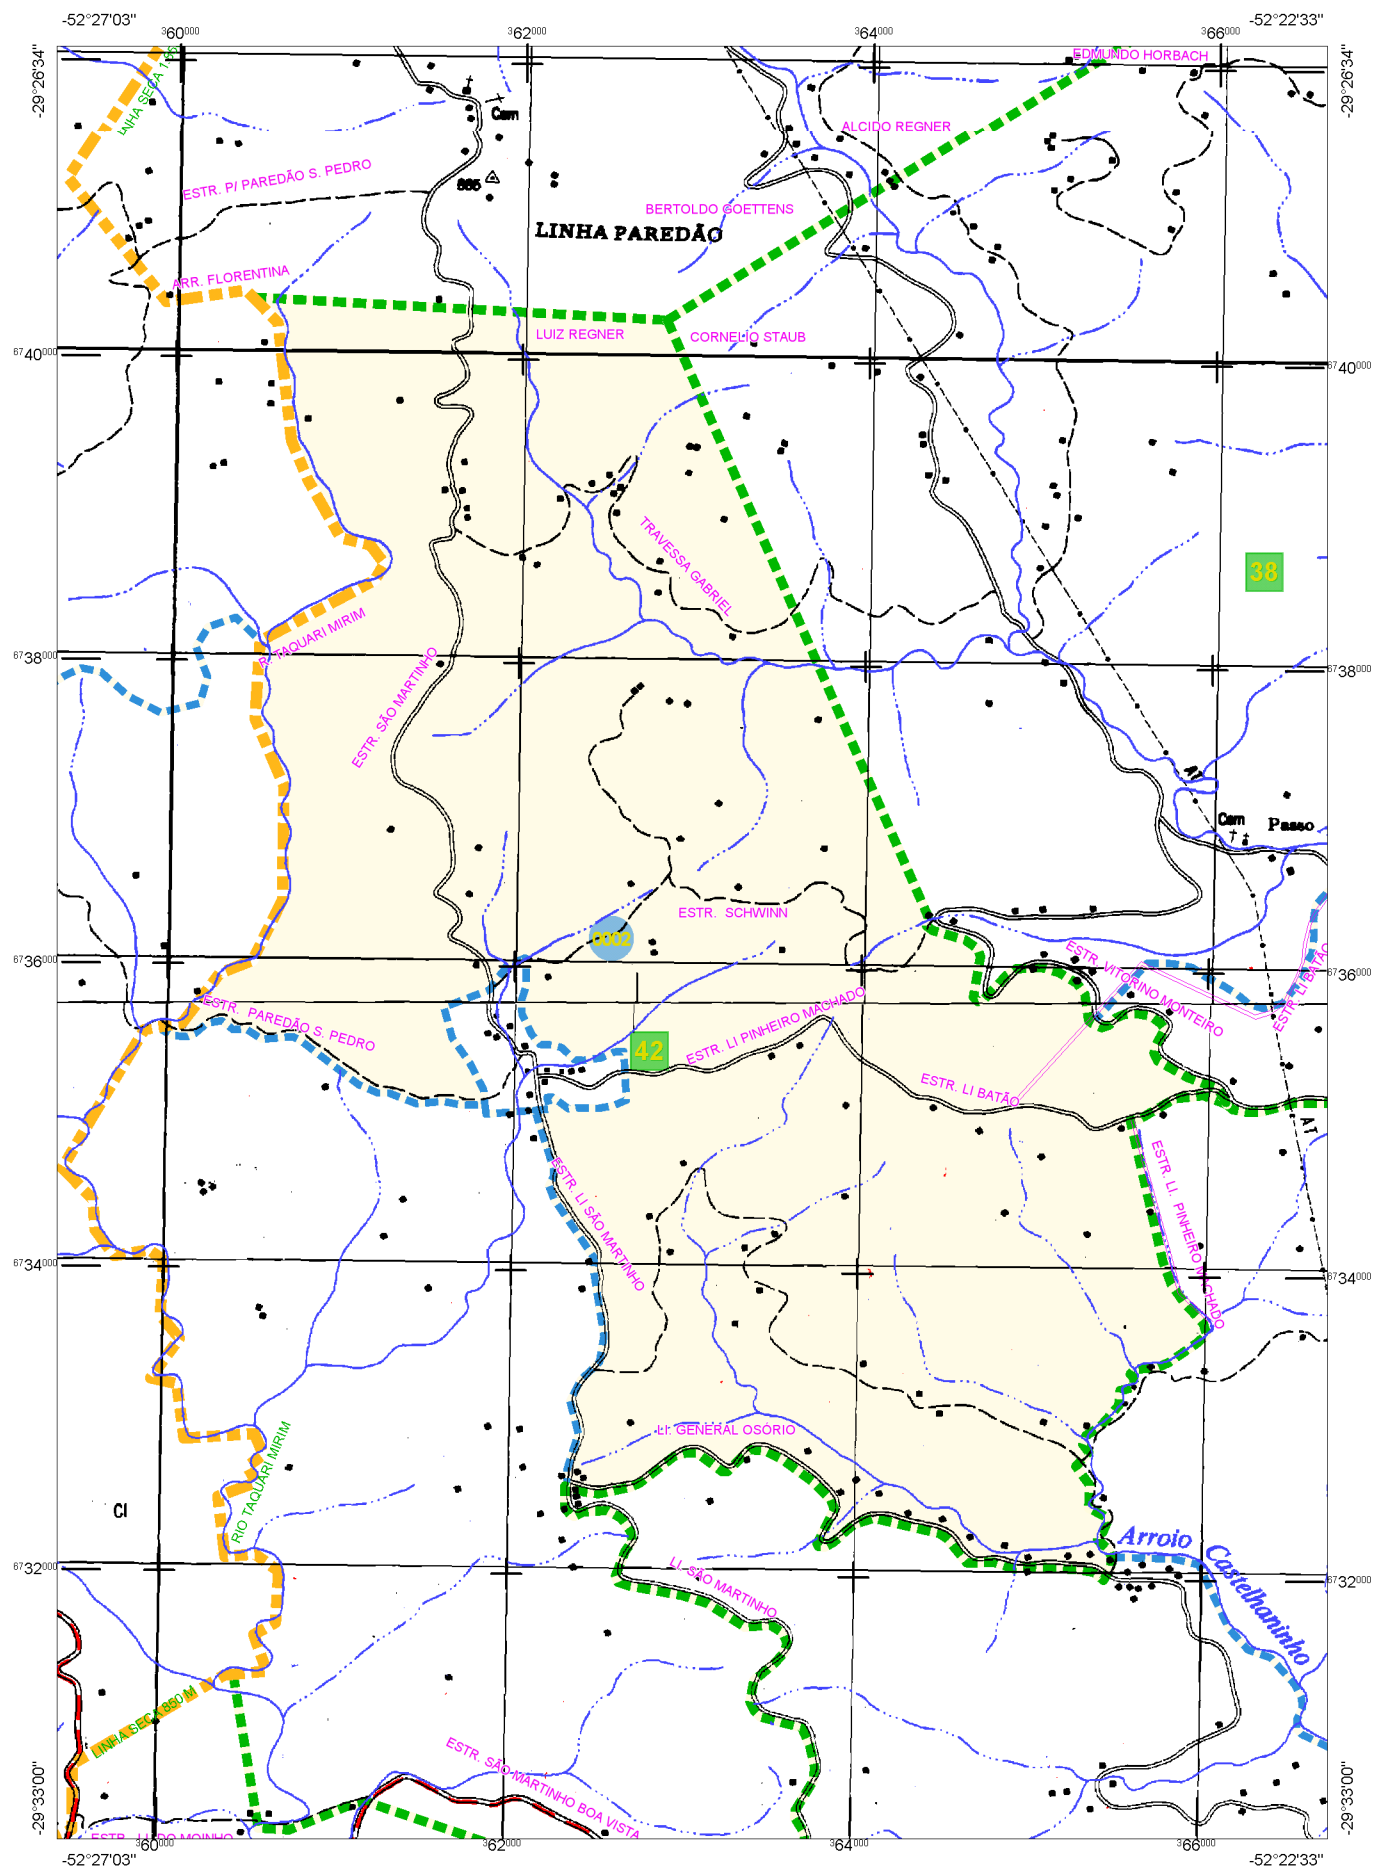 -52°27'03"
-52°22'33"
360000
362000
364000
366000
-29°26'34"
-29°26'34"
EDMUNDO HORBACH
Cem
ALCIDO REGNER
ESTR. P/ PAREDÃO S. PEDRO
865
BERTOLDO GOETTENS
LINHA PAREDÃO
ARR. FLORENTINA
LUIZ REGNER
CORNELIO STAUB
6740000
6740000
TRAVESSA GABRIEL
38
R. TAQUARI MIRIM
6738000
6738000
ESTR. SÃO MARTINHO
AT
Cem
Passo
ESTR. SCHWINN
0002
6736000
6736000
ESTR. VITORINO MONTEIRO
ESTR. LI BATÃO
ESTR. PAREDÃO S. PEDRO
ESTR. LI PINHEIRO MACHADO
42
ESTR. LI BATÃO
AT
ESTR. LI SÃO MARTINHO
ESTR. LI. PINHEIRO MACHADO
6734000
6734000
LI. GENERAL OSÓRIO
RIO TAQUARI MIRIM
CI
Arroio Castelhaninho
6732000
6732000
LI. SÃO MARTINHO
LINHA SECA 850 M
ESTR. SÃO MARTINHO BOA VISTA
-29°33'00"
-29°33'00"
360000
362000
364000
366000
-52°27'03"
-52°22'33"